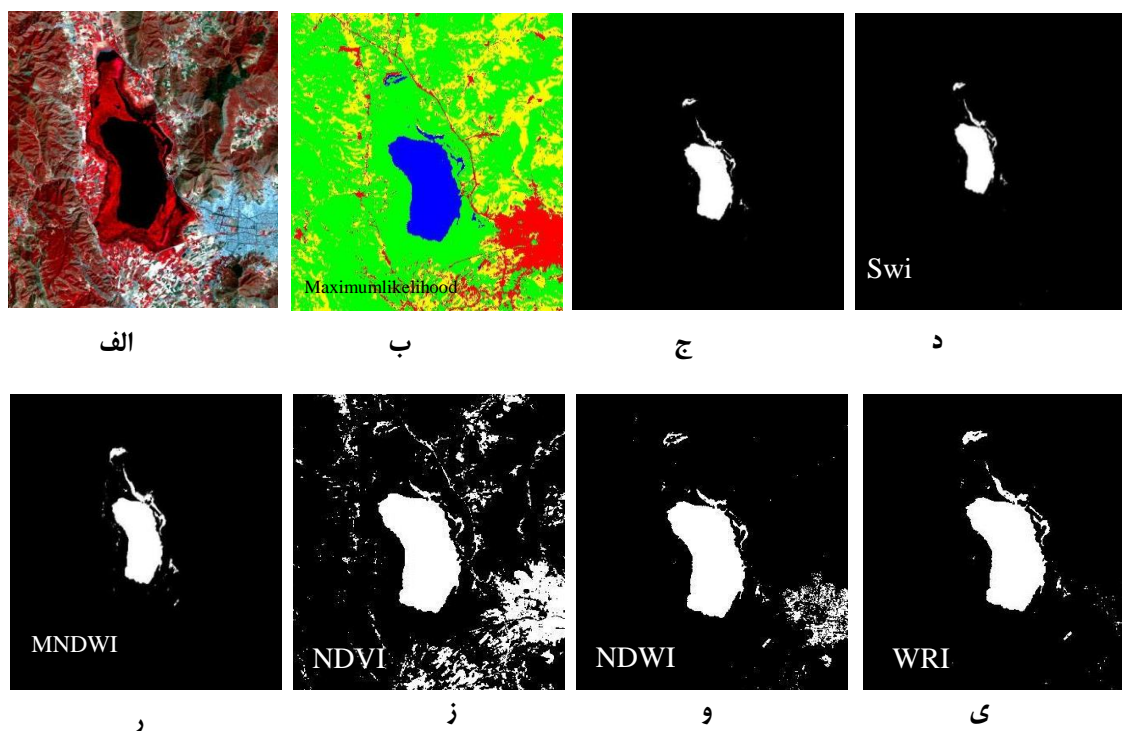 Maximumlikelihood
Swi
الف
ب
ج
د
MNDWI
NDVI
NDWI
WRI
ر
ز
و
ی